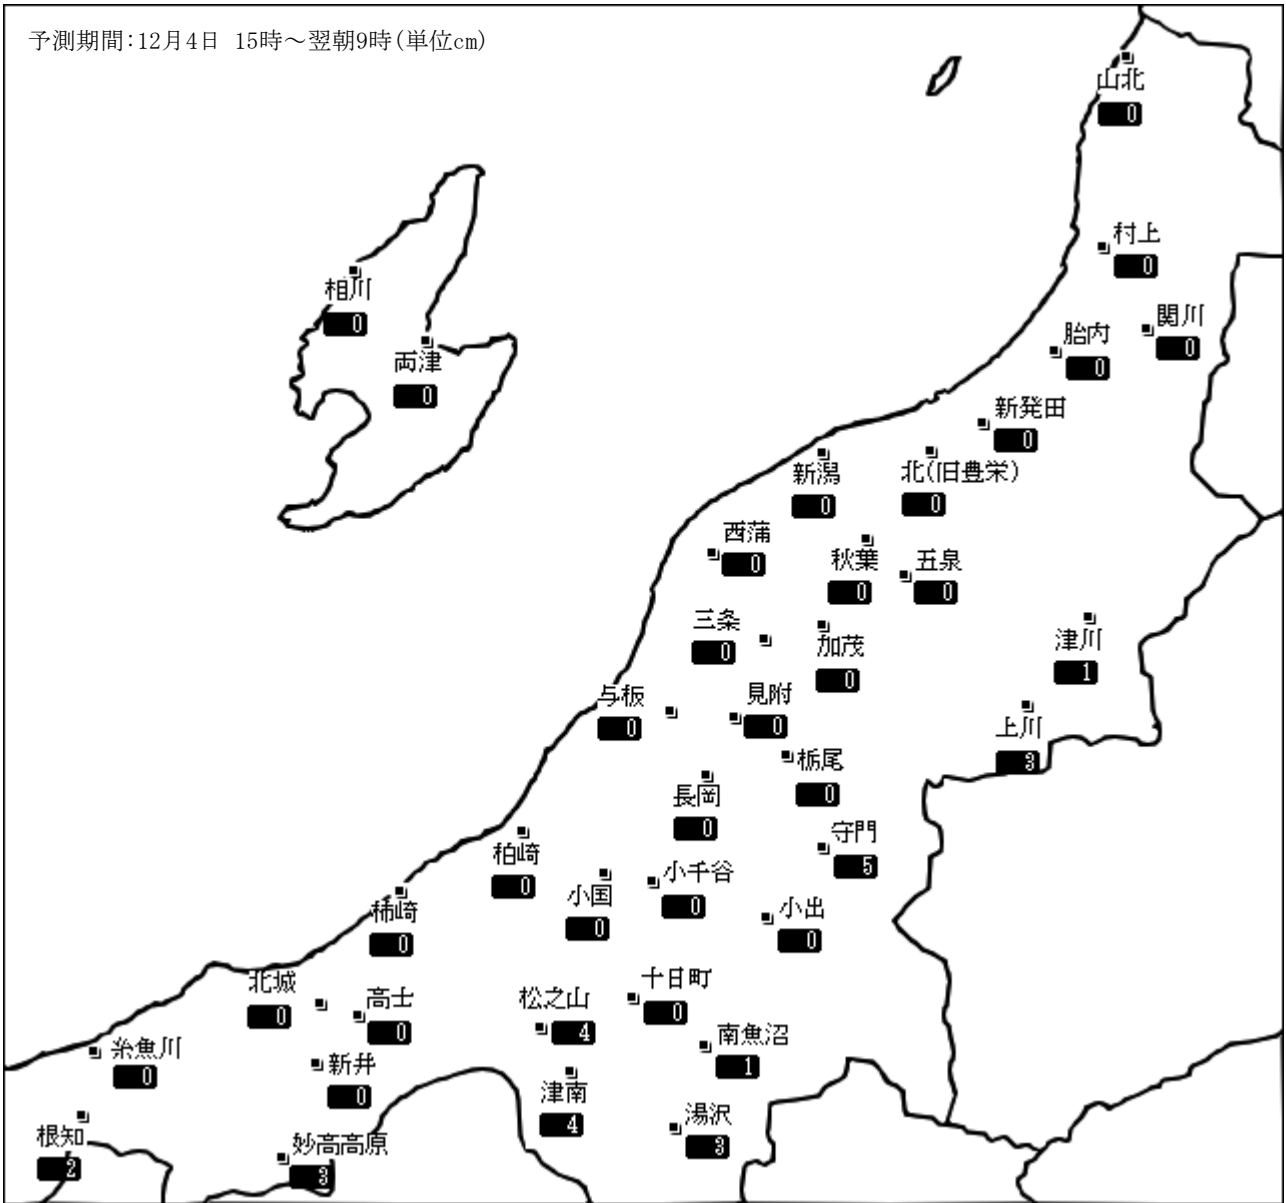 予測期間:12月4日 15時～翌朝9時(単位cm)
山北
0
村上
0
相川
0
関川
0
胎内
0
両津
0
新発田
0
新潟
0
北(旧豊栄)
0
西蒲
0
秋葉
0
五泉
0
三条
0
加茂
0
津川
1
与板
0
見附
0
上川
3
栃尾
0
長岡
0
守門
5
柏崎
0
小国
0
小千谷
0
小出
0
柿崎
0
北城
0
高士
0
松之山
4
十日町
0
南魚沼
1
糸魚川
0
新井
0
津南
4
湯沢
3
根知
2
妙高高原
3